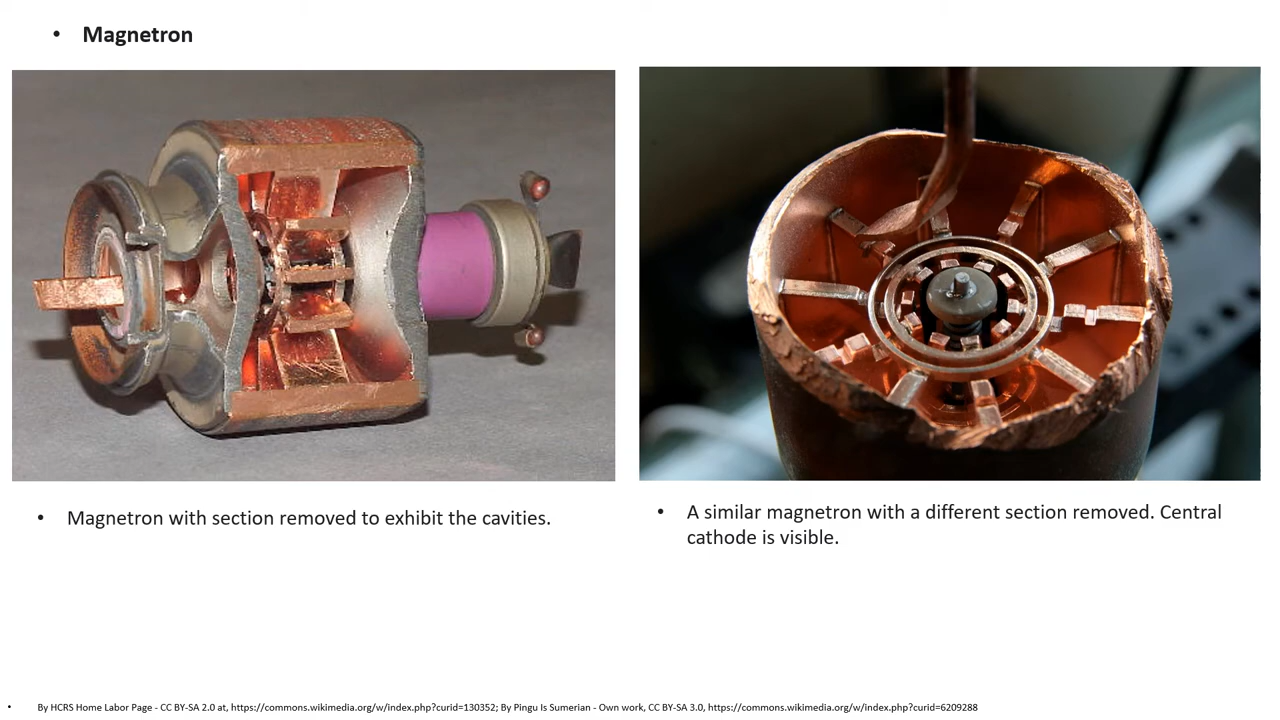 • Magnetron
• Magnetron with section removed to exhibit the cavities.
• A similar magnetron with a different section removed. Central
cathode is visible.
• By HCRS Home Labor Page - CC BY-SA 2.0 at, https://commons.wikimedia.org/w/index.php?curid=130352; By Pingu Is Sumerian - Own work, CC BY-SA 3.0, https://commons.wikimedia.org/w/index.php?curid=6209288